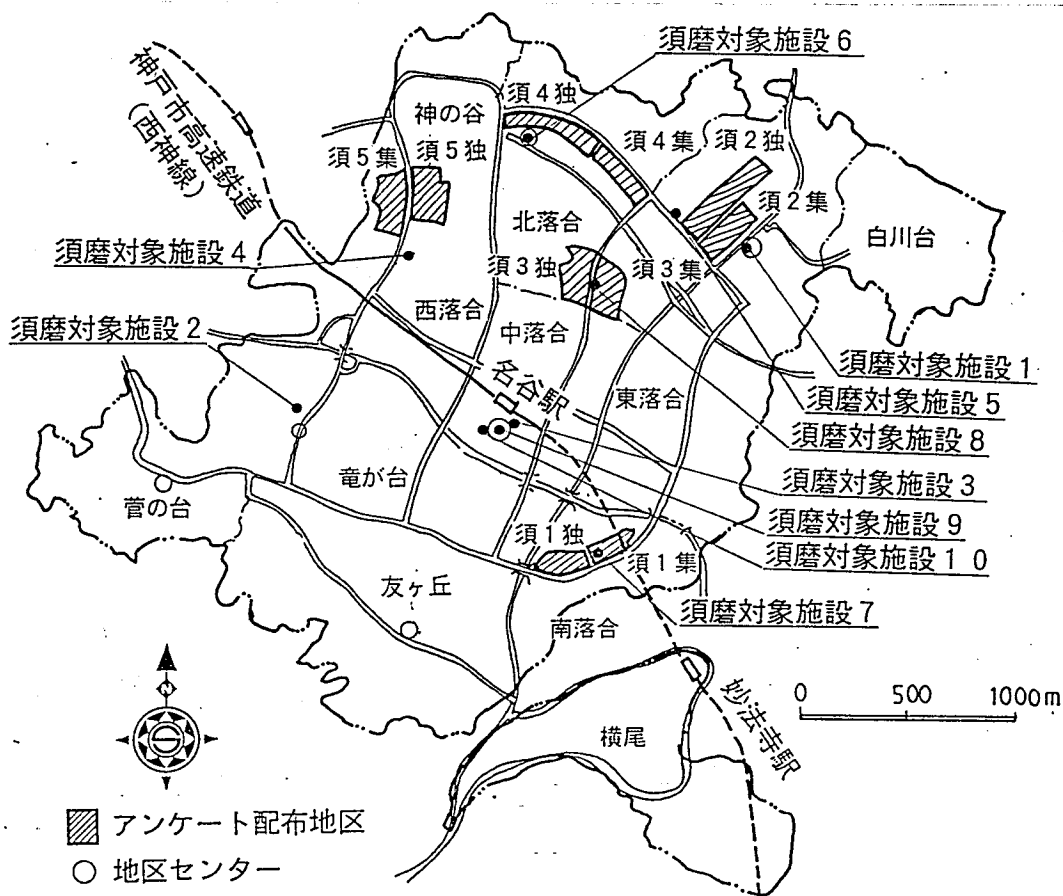 須磨対象施設6
神戸市高速鉄道
(西神線)
神の谷
須4独
須5集
須5独
須4集
須2独
須2集
北落合
白川台
須磨対象施設4
須3独
須3集
西落合
中落合
須磨対象施設2
名谷駅
東落合
須磨対象施設1
須磨対象施設5
須磨対象施設8
竜が台
須磨対象施設3
菅の台
須磨対象施設9
須1独
須磨対象施設10
須1集
友ヶ丘
須磨対象施設7
南落合
N
0 500 1000m
妙法寺駅
横尾
アンケート配布地区
地区センター